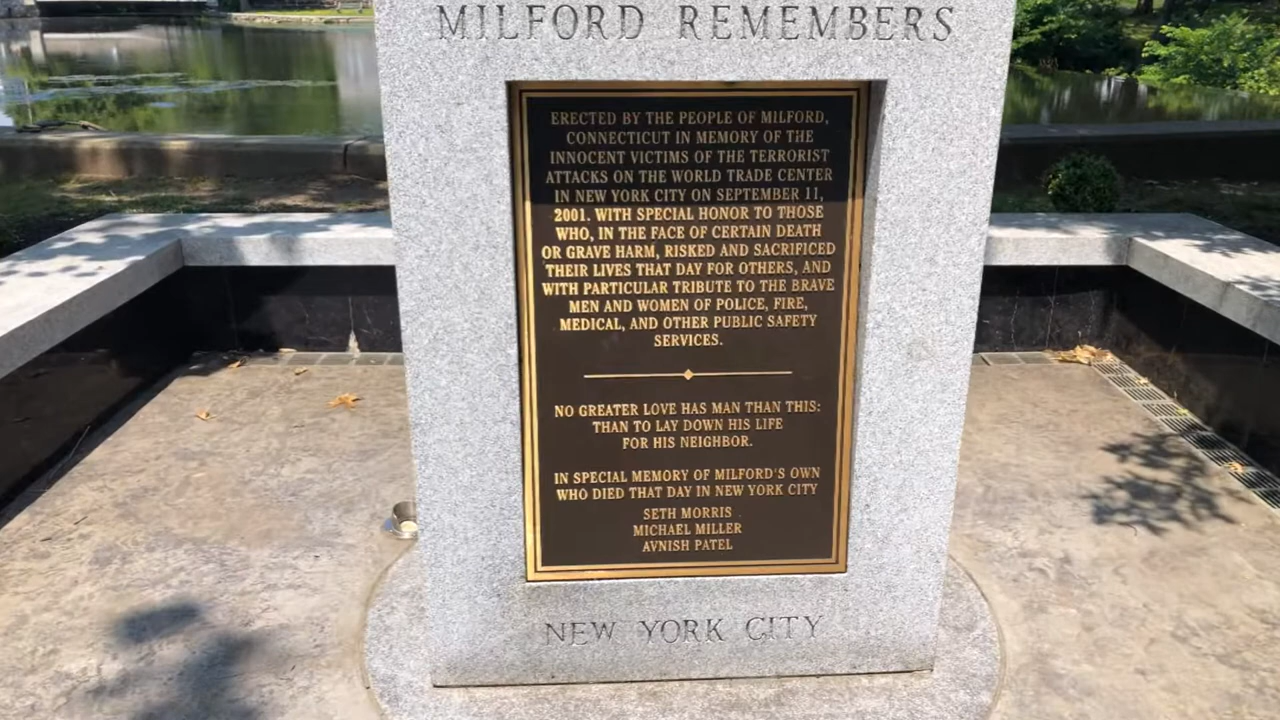 MILFORD REMEMBERS
ERECTED BY THE PEOPLE OF MILFORD,
CONNECTICUT IN MEMORY OF THE
INNOCENT VICTIMS OF THE TERRORIST
ATTACKS ON THE WORLD TRADE CENTER
IN NEW YORK CITY ON SEPTEMBER 11,
2001. WITH SPECIAL HONOR TO THOSE
WHO, IN THE FACE OF CERTAIN DEATH
OR GRAVE HARM, RISKED AND SACRIFICED
THEIR LIVES THAT DAY FOR OTHERS, AND
WITH PARTICULAR TRIBUTE TO THE BRAVE
MEN AND WOMEN OF POLICE, FIRE,
MEDICAL, AND OTHER PUBLIC SAFETY
SERVICES.
NO GREATER LOVE HAS MAN THAN THIS:
THAN TO LAY DOWN HIS LIFE
FOR HIS NEIGHBOR.
IN SPECIAL MEMORY OF MILFORD'S OWN
WHO DIED THAT DAY IN NEW YORK CITY
SETH MORRIS
MICHAEL MILLER
AVNISH PATEL
NEW YORK CITY